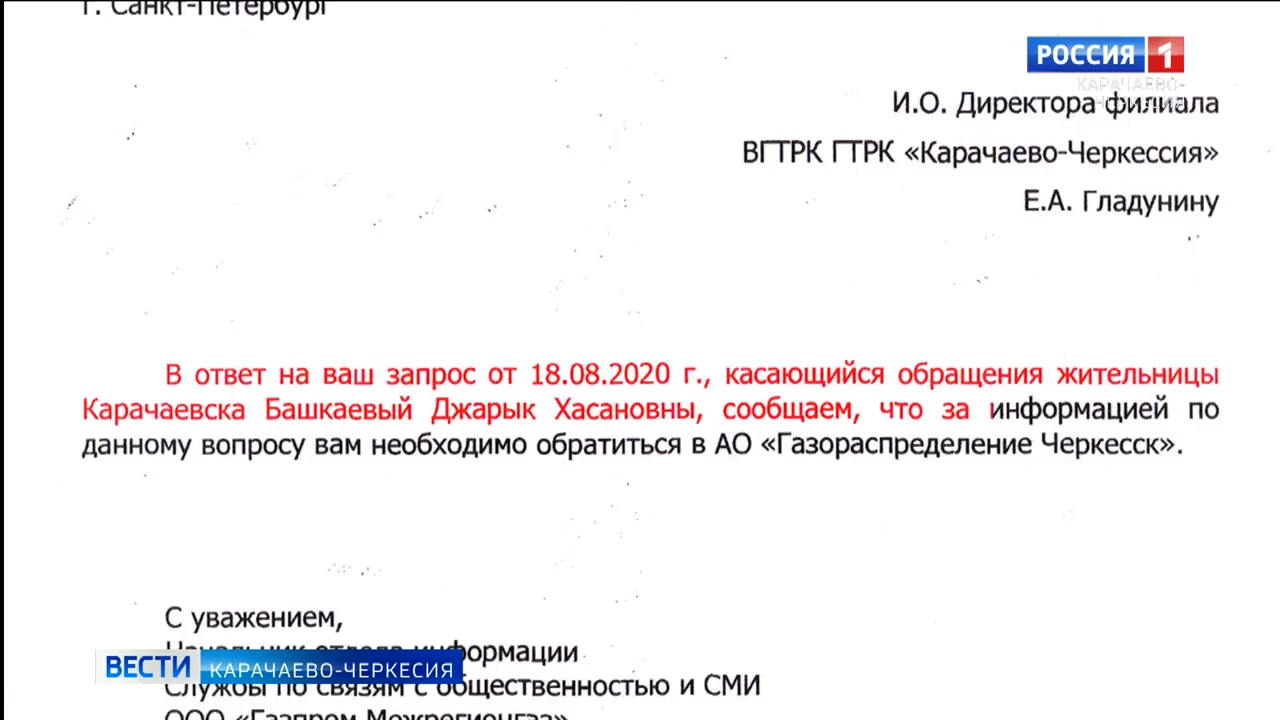 г. Санкт-Петербург
РОССИЯ 1
КАРАЧАЕВО-
ЧЕРКЕСИЯ
И.О. Директора филиала
ВГТРК ГТРК «Карачаево-Черкессия»
Е.А. Гладунину
В ответ на ваш запрос от 18.08.2020 г., касающийся обращения жительницы
Карачаевска Башкаевый Джарык Хасановны, сообщаем, что за информацией по
данному вопросу вам необходимо обратиться в АО «Газораспределение Черкесск».
С уважением,
Начальник отдела информации
ВЕСТИ КАРАЧАЕВО-ЧЕРКЕСИЯ
Службы по связям с общественностью и СМИ
ООО «Газпром Межрегионгаз»